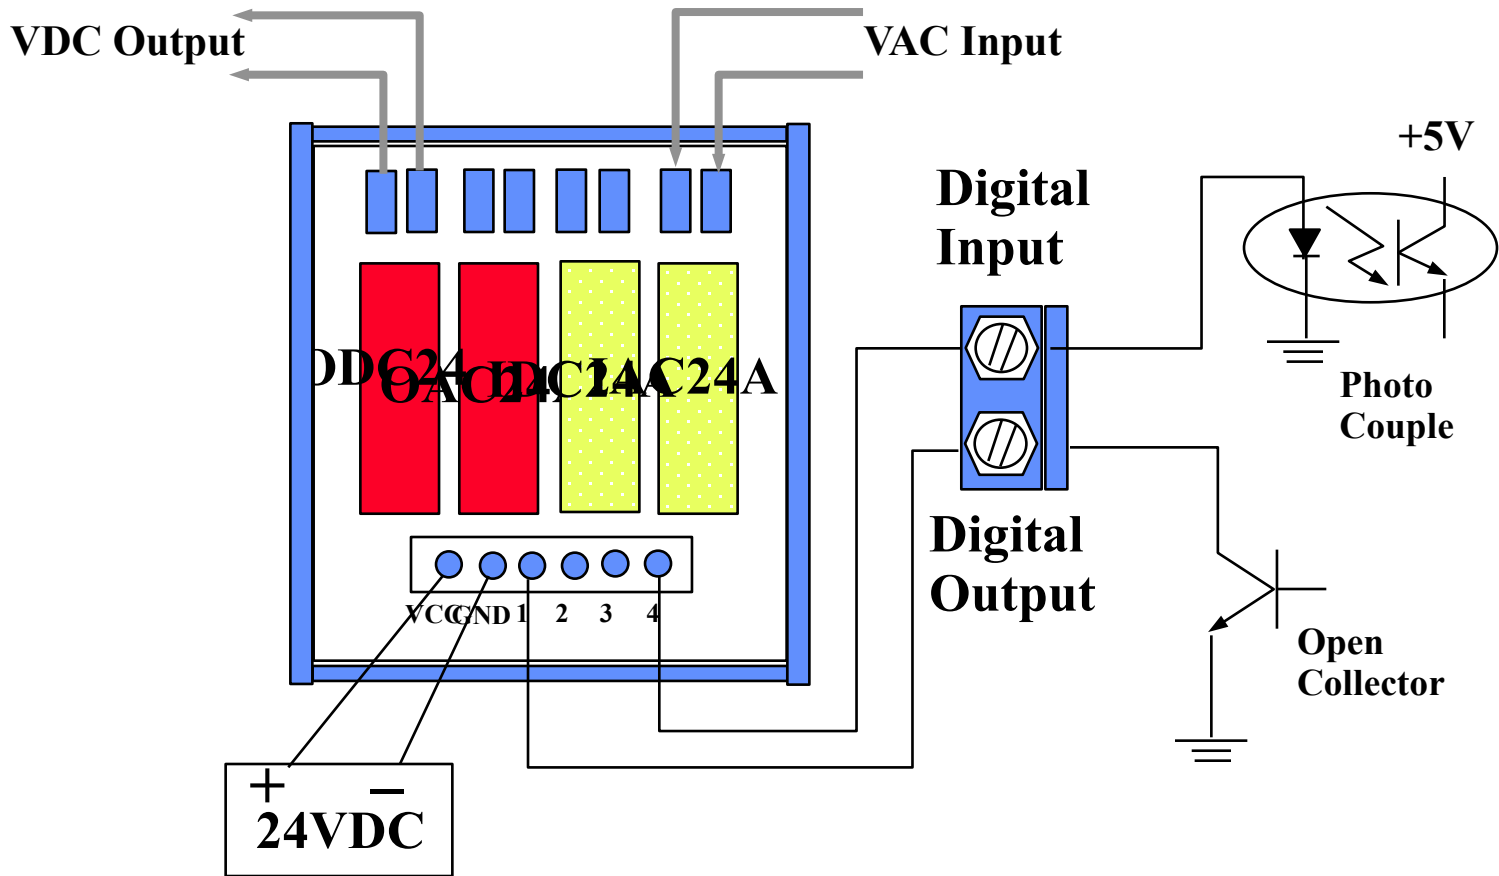 VDC Output
VAC Input
+5V
Digital
Input
ODC24
Photo
Couple
Digital
Output
VCC
GND
1
2
3
4
Open
Collector
+
−
24VDC